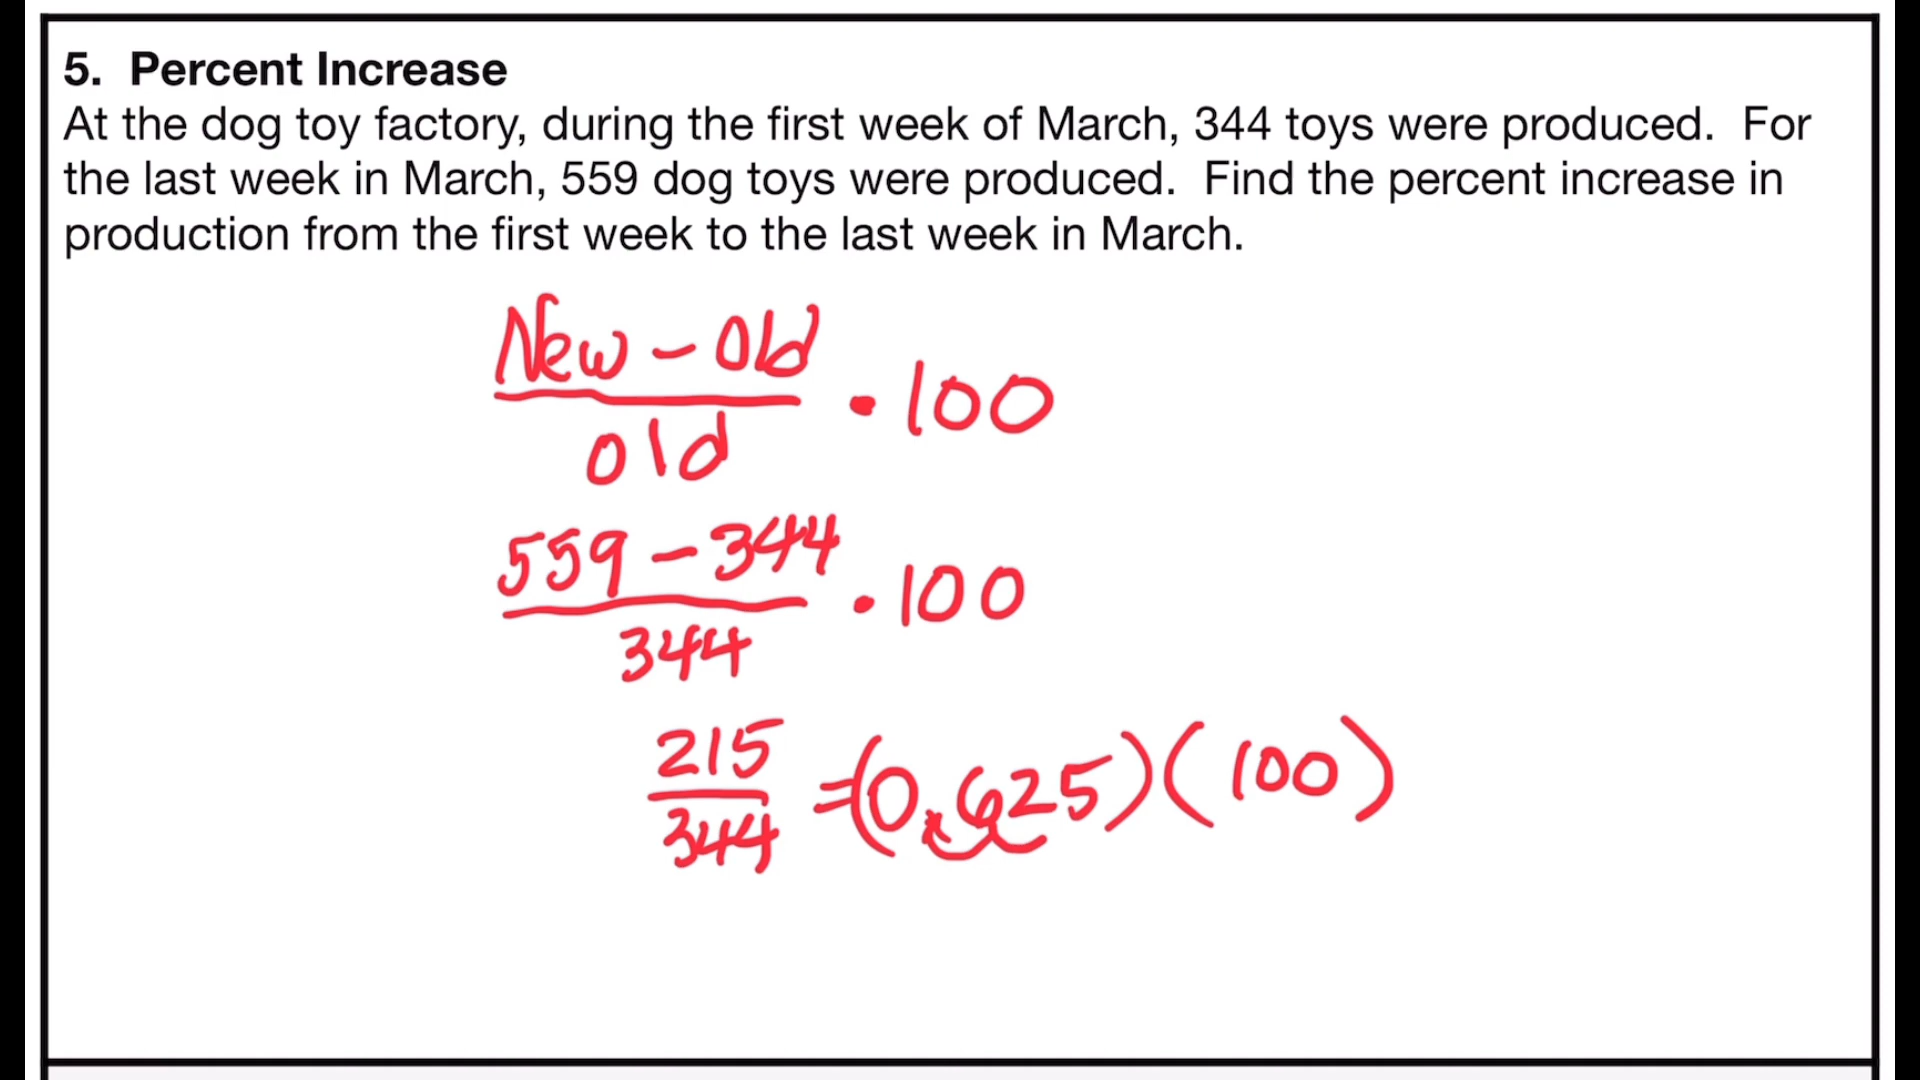 5. Percent Increase
At the dog toy factory, during the first week of March, 344 toys were produced. For
the last week in March, 559 dog toys were produced. Find the percent increase in
production from the first week to the last week in March.
New - Old
old
· 100
559 - 344
344
· 100
215
344
= (0.625)(100)